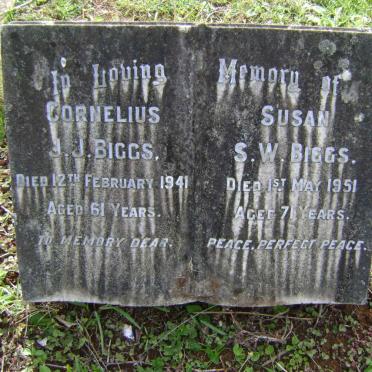 In Loving Memory of
CORNELIUS
J. J. BIGGS.
DIED 12TH FEBRUARY 1941
AGED 61 YEARS.
TO MEMORY DEAR.
SUSAN
S. W. BIGGS.
DIED 1ST MAY 1951
AGED 71 YEARS.
PEACE, PERFECT PEACE.